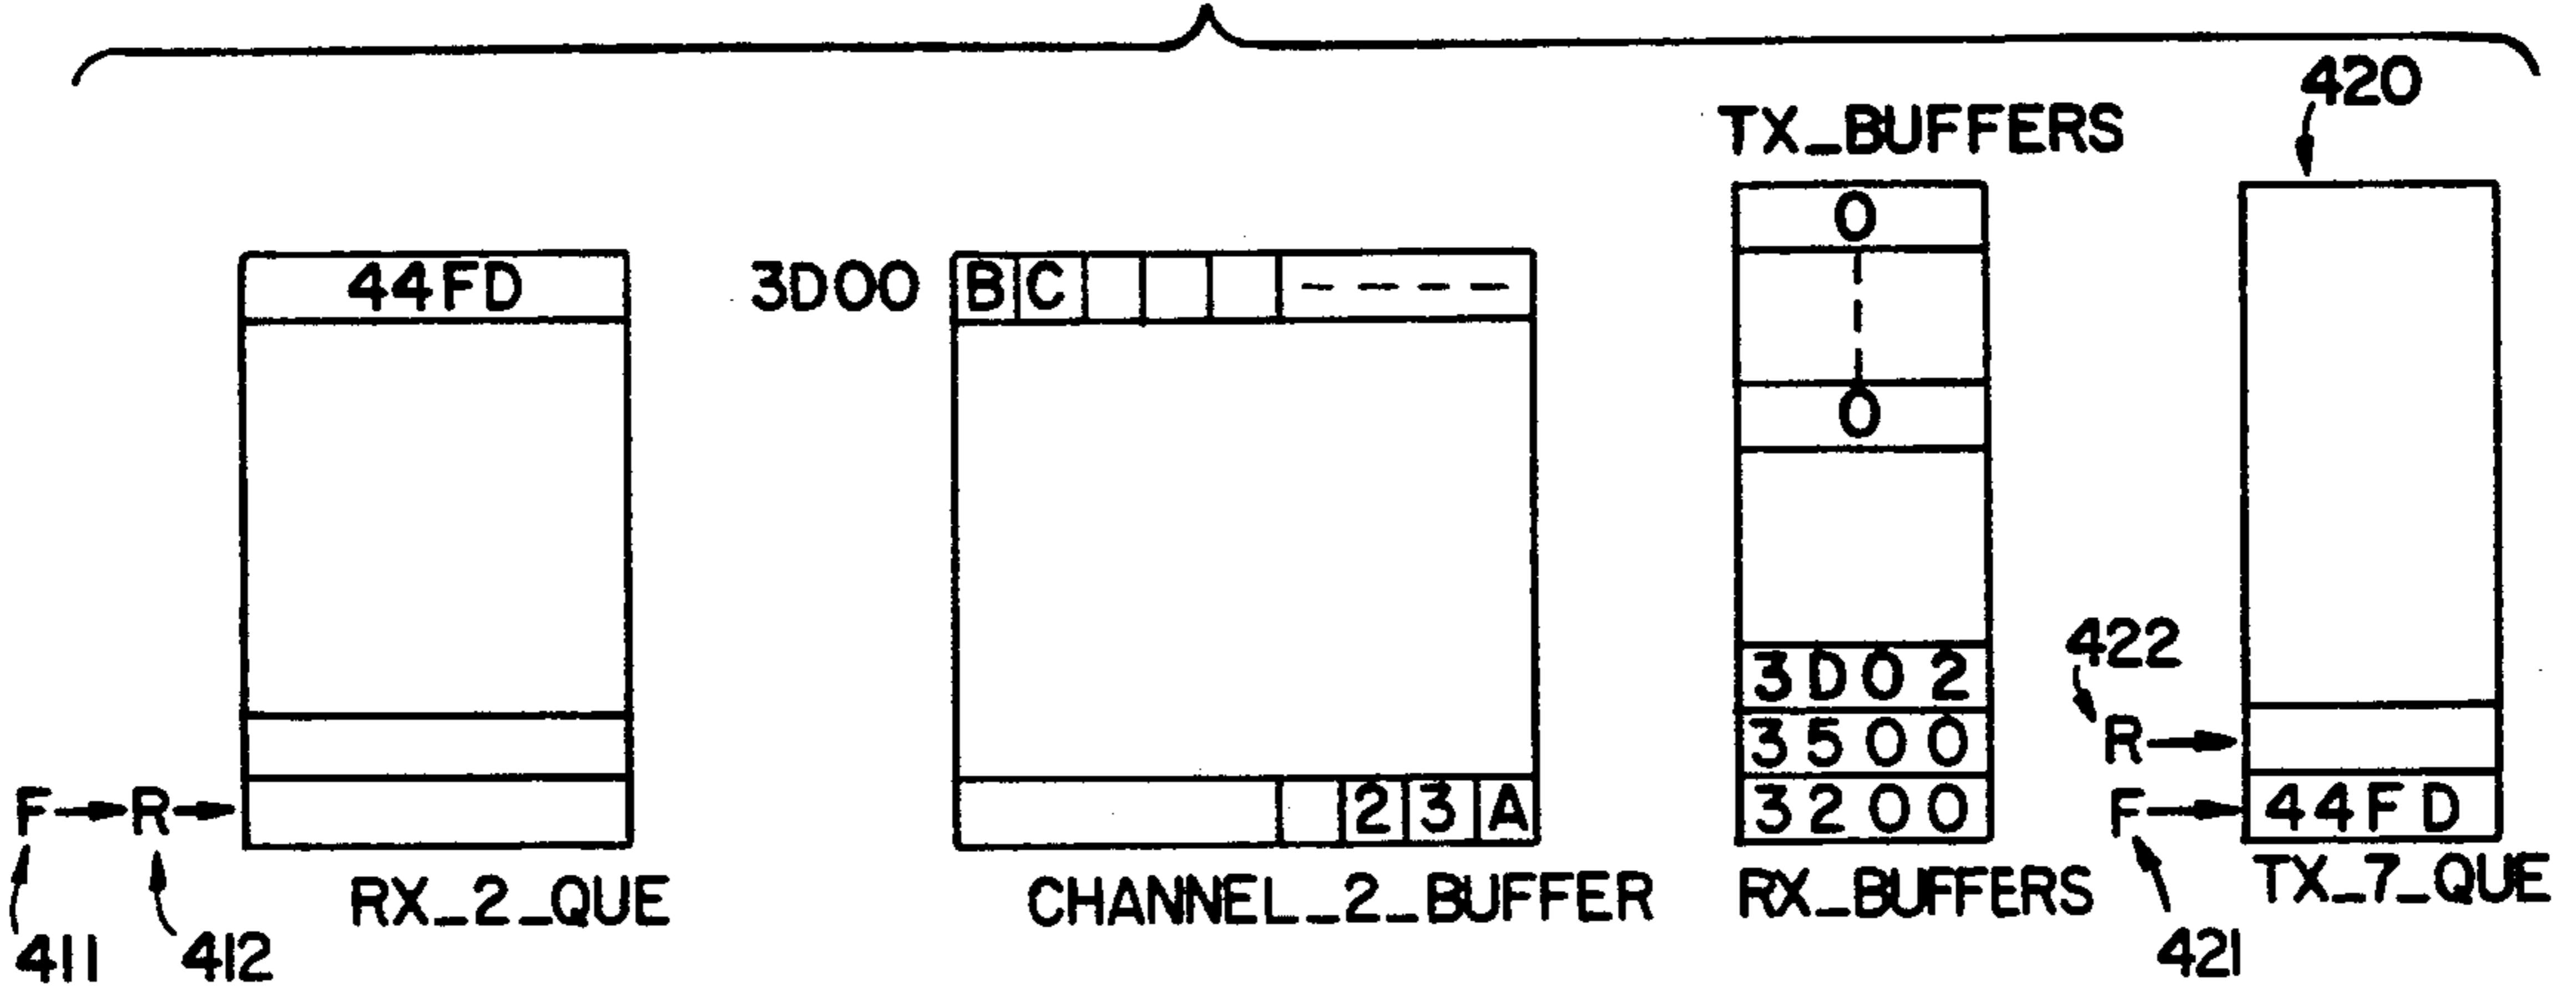 420
TX_BUFFERS
0
44FD
3D00
B C
0
3D02
422
3500
R
F R
2 3 A
3200
F
44FD
RX_2_QUE
CHANNEL_2_BUFFER
RX_BUFFERS
TX_7_QUE
411
412
421